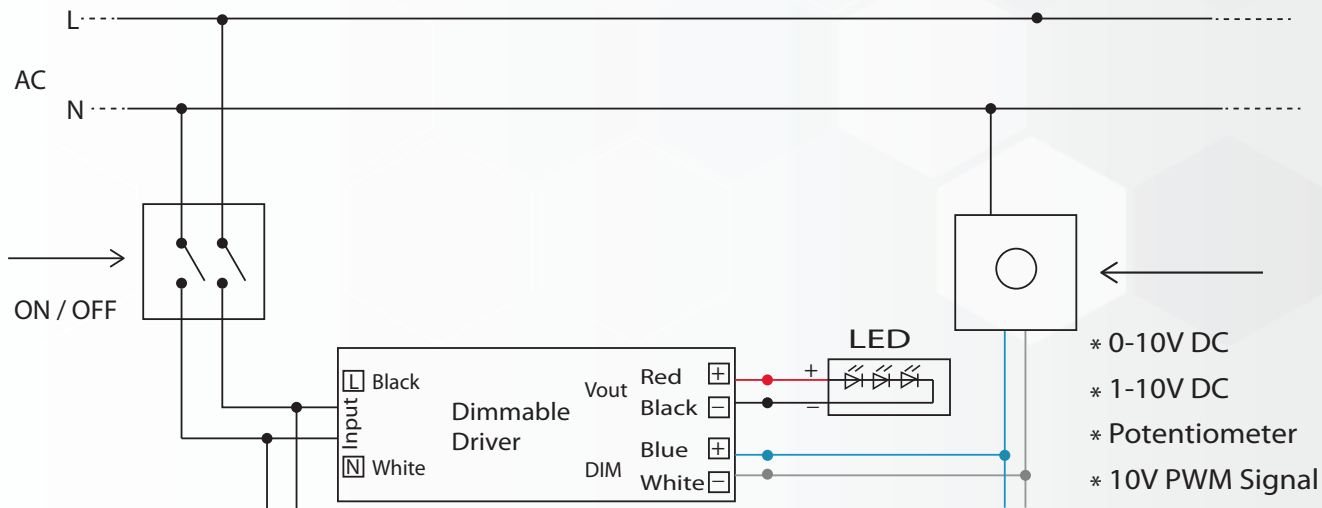 L
AC
N
ON / OFF
L Black
Input
N White
Dimmable
Driver
Vout
Red +
Black −
DIM
Blue +
White −
LED
+
−
* 0-10V DC
* 1-10V DC
* Potentiometer
* 10V PWM Signal